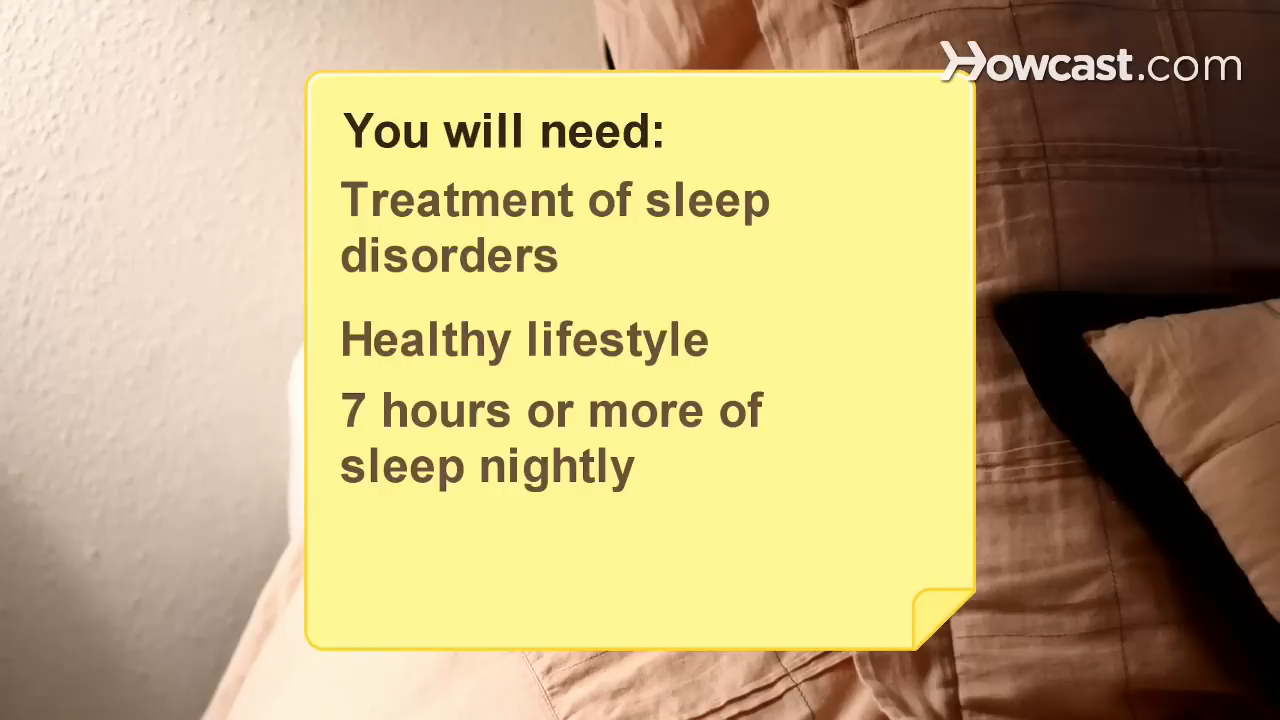 Howcast.com
You will need:
Treatment of sleep
disorders
Healthy lifestyle
7 hours or more of
sleep nightly